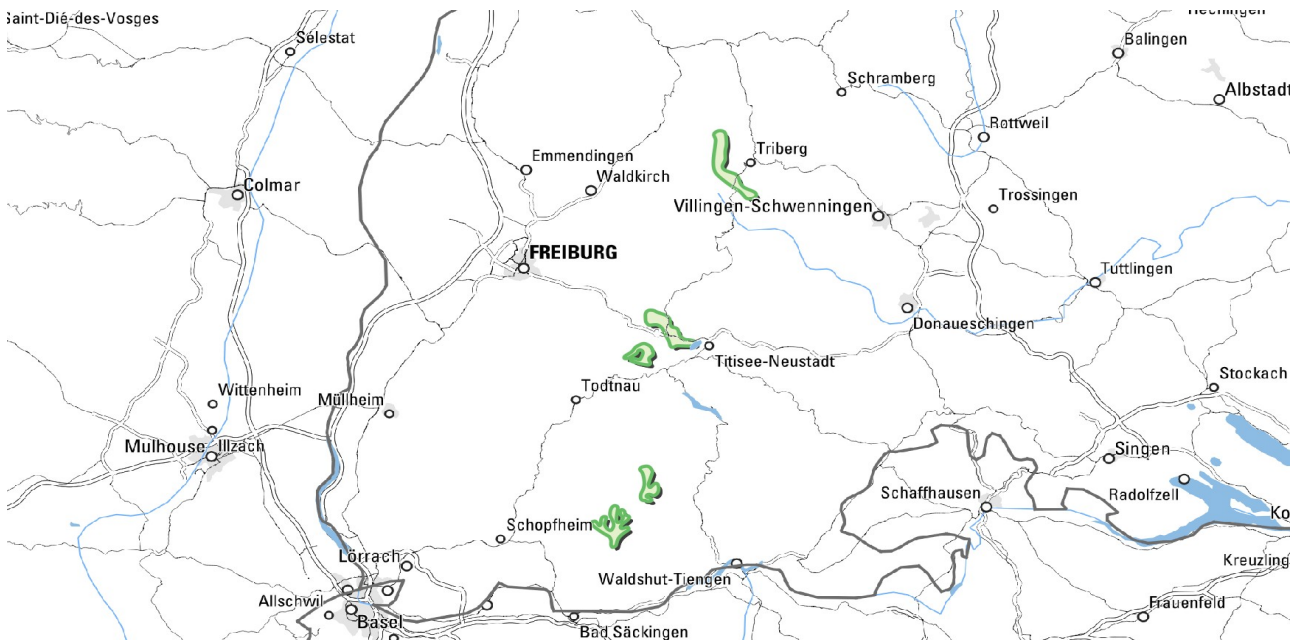 Saint-Dié-des-Vosges
Sélestat
Balingen
Schramberg
Albstadt
Rottweil
Emmendingen
Triberg
Waldkirch
Colmar
Trossingen
Villingen-Schwenningen
FREIBURG
Tuttlingen
Donaueschingen
Titisee-Neustadt
Stockach
Todtnau
Wittenheim
Müllheim
Mulhouse
Illzach
Singen
Schaffhausen
Radolfzell
Ko
Schopfheim
Lörrach
Kreuzling
Waldshut-Tiengen
Allschwil
Frauenfeld
Basel
Bad Säckingen